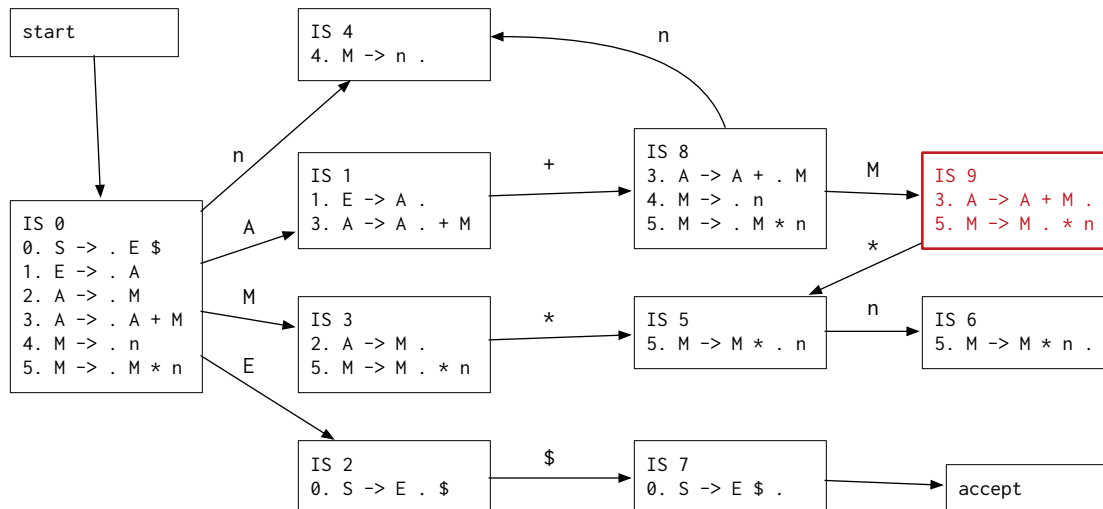 start
IS 4
4. M -> n .
n
n
IS 8
3. A -> A + . M
4. M -> . n
5. M -> . M * n
IS 1
1. E -> A .
3. A -> A . + M
+
M
IS 9
3. A -> A + M .
5. M -> M . * n
IS 0
0. S -> . E $
1. E -> . A
2. A -> . M
3. A -> . A + M
4. M -> . n
5. M -> . M * n
A
*
M
IS 3
2. A -> M .
5. M -> M . * n
*
IS 5
5. M -> M * . n
n
IS 6
5. M -> M * n .
E
IS 2
0. S -> E . $
$
IS 7
0. S -> E $ .
accept